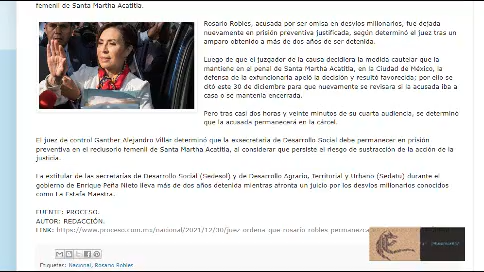 femenil de Santa Martha Acatitla.
Rosario Robles, acusada por ser omisa en desvíos millonarios, fue dejada
nuevamente en prisión preventiva justificada, según determinó el juez tras un
amparo obtenido a más de dos años de ser detenida.
Luego de que el juzgador de la causa decidiera la medida cautelar que la
mantiene en el penal de Santa Martha Acatitla, en la Ciudad de México, la
defensa de la exfuncionaria apeló la decisión y resultó favorecida; por ello se
citó este 30 de diciembre para que nuevamente se revisara si la acusada iba a
casa o se mantenía encerrada.
Pero tras casi dos horas y veinte minutos de su cuarta audiencia, se determinó
que la acusada permanecerá en la cárcel.
El juez de control Ganther Alejandro Villar determinó que la exsecretaria de Desarrollo Social debe permanecer en prisión
preventiva en el reclusorio femenil de Santa Martha Acatitla, al considerar que persiste el riesgo de sustracción de la acción de la
justicia.
La extitular de las secretarías de Desarrollo Social (Sedesol) y de Desarrollo Agrario, Territorial y Urbano (Sedatu) durante el
gobierno de Enrique Peña Nieto lleva más de dos años detenida mientras afronta un juicio por los desvíos millonarios conocidos
como La Estafa Maestra.
FUENTE: PROCESO.
AUTOR: REDACCIÓN.
LINK: https://www.proceso.com.mx/nacional/2021/12/30/juez-ordena-que-rosario-robles-permanezca
Etiquetas: Nacional, Rosario Robles